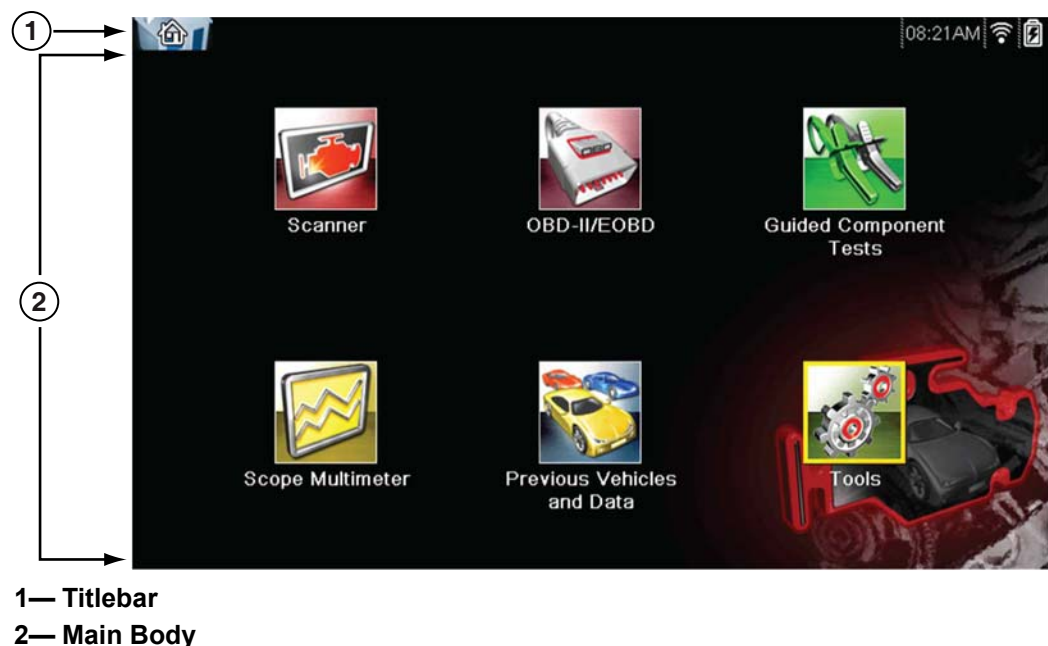 1
08:21AM
2
OBD
Scanner
OBD-II/EOBD
Guided Component
Tests
Scope Multimeter
Previous Vehicles
and Data
Tools
1— Titlebar
2— Main Body